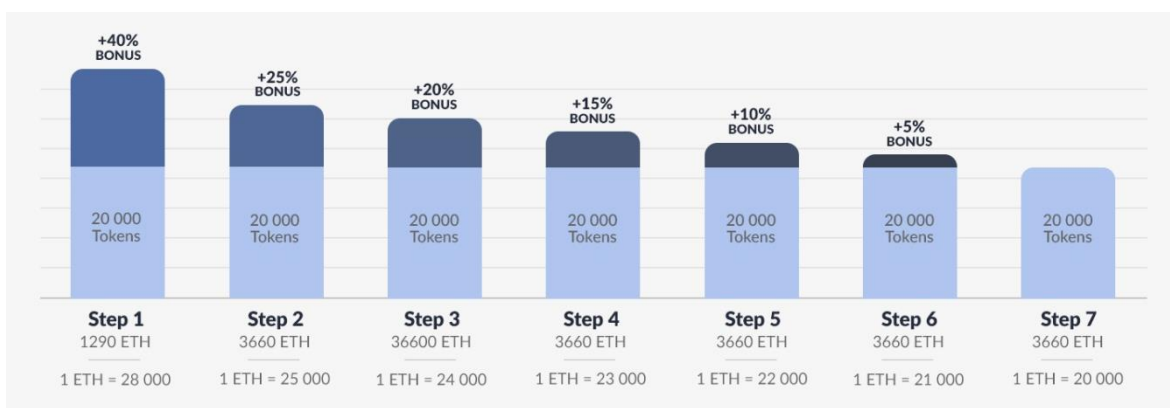 +40%
BONUS
+25%
BONUS
+20%
BONUS
+15%
BONUS
+10%
BONUS
+5%
BONUS
20 000
Tokens
20 000
Tokens
20 000
Tokens
20 000
Tokens
20 000
Tokens
20 000
Tokens
20 000
Tokens
Step 1
1290 ETH
1 ETH = 28 000
Step 2
3660 ETH
1 ETH = 25 000
Step 3
36600 ETH
1 ETH = 24 000
Step 4
3660 ETH
1 ETH = 23 000
Step 5
3660 ETH
1 ETH = 22 000
Step 6
3660 ETH
1 ETH = 21 000
Step 7
3660 ETH
1 ETH = 20 000